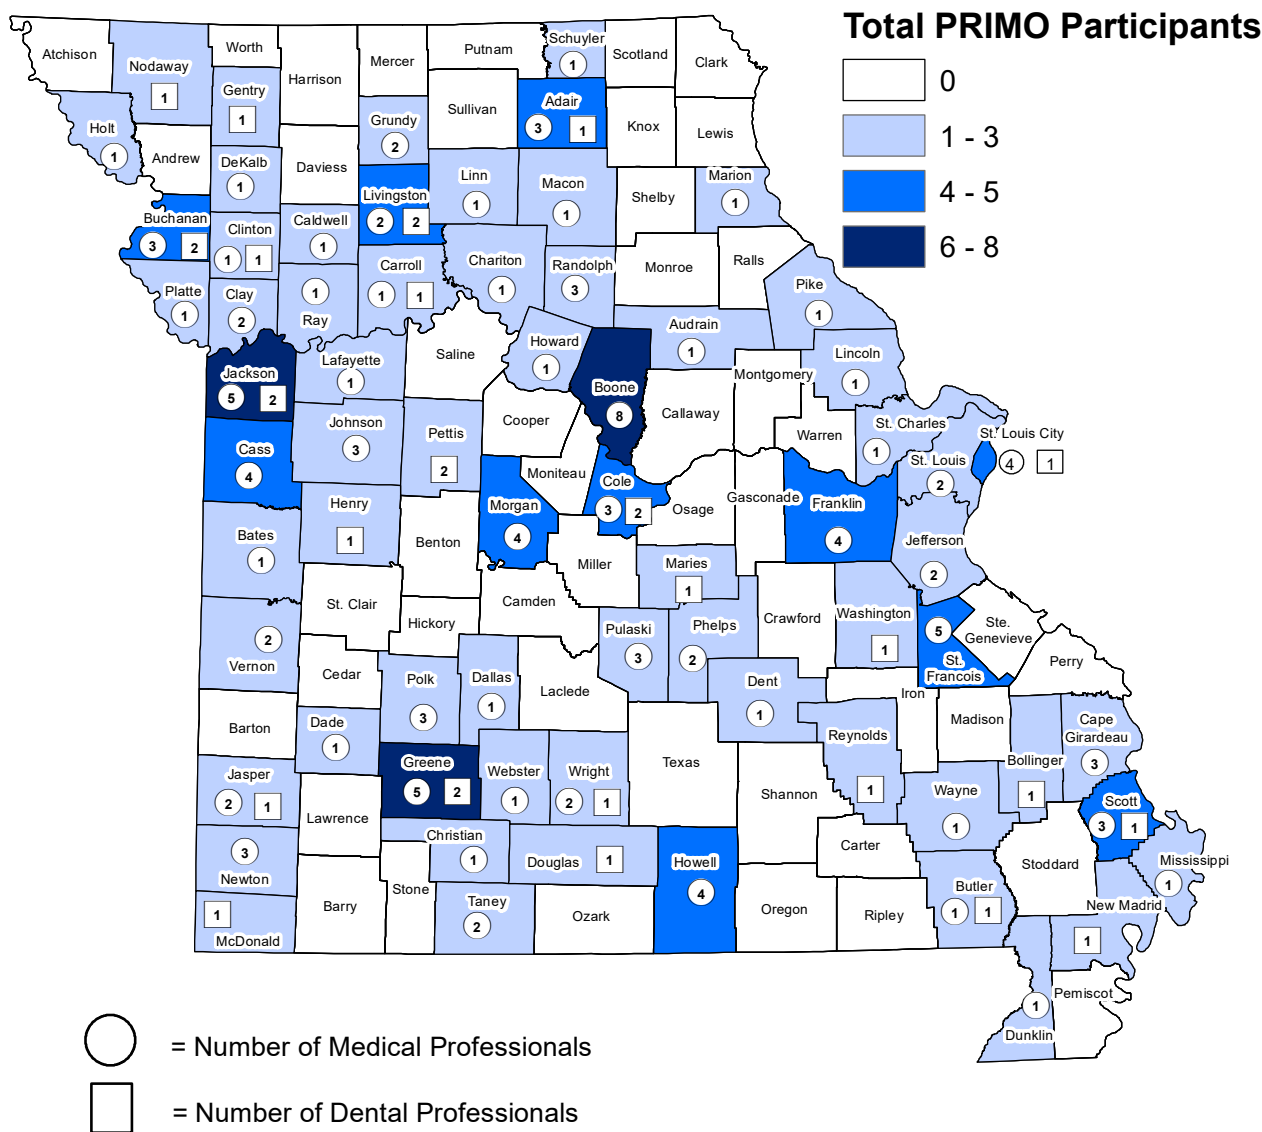 Total PRIMO Participants
0
1 - 3
4 - 5
6 - 8
Atchison
Nodaway
1
Worth
Harrison
Mercer
Putnam
Schuyler
1
Scotland
Clark
Holt
1
Andrew
Gentry
1
DeKalb
1
Daviess
Grundy
2
Sullivan
Adair
3 1
Knox
Lewis
Buchanan
3 2
Clinton
1 1
Caldwell
1
Livingston
2 2
Linn
1
Macon
1
Shelby
Marion
1
Platte
1
Clay
2
1
Ray
Carroll
1 1
Chariton
1
Randolph
3
Monroe
Ralls
Pike
1
Jackson
5 2
Lafayette
1
Saline
Howard
1
Boone
8
Audrain
1
Montgomery
Lincoln
1
Cass
4
Johnson
3
Pettis
2
Cooper
Moniteau
Callaway
Warren
St. Charles
1
St. Louis City
4 1
St. Louis
2
Bates
1
Henry
1
Benton
Morgan
4
Cole
3 2
Osage
Gasconade
Franklin
4
Jefferson
2
Miller
Maries
1
St. Clair
Hickory
Camden
Pulaski
3
Phelps
2
Crawford
Washington
1
5
St.
Francois
Ste.
Genevieve
Perry
2
Vernon
Cedar
Polk
3
Dallas
1
Laclede
Dent
1
Iron
Madison
Barton
Dade
1
Greene
5 2
Webster
1
Wright
2 1
Texas
Shannon
Reynolds
1
Wayne
1
Bollinger
1
Cape
Girardeau
3
Jasper
2 1
Lawrence
Christian
1
Douglas 1
Howell
4
Carter
Stoddard
Scott
3 1
Mississippi
1
3
Newton
1
McDonald
Barry
Stone
Taney
2
Ozark
Oregon
Ripley
Butler
1 1
New Madrid
1
Pemiscot
1
Dunklin
= Number of Medical Professionals
= Number of Dental Professionals